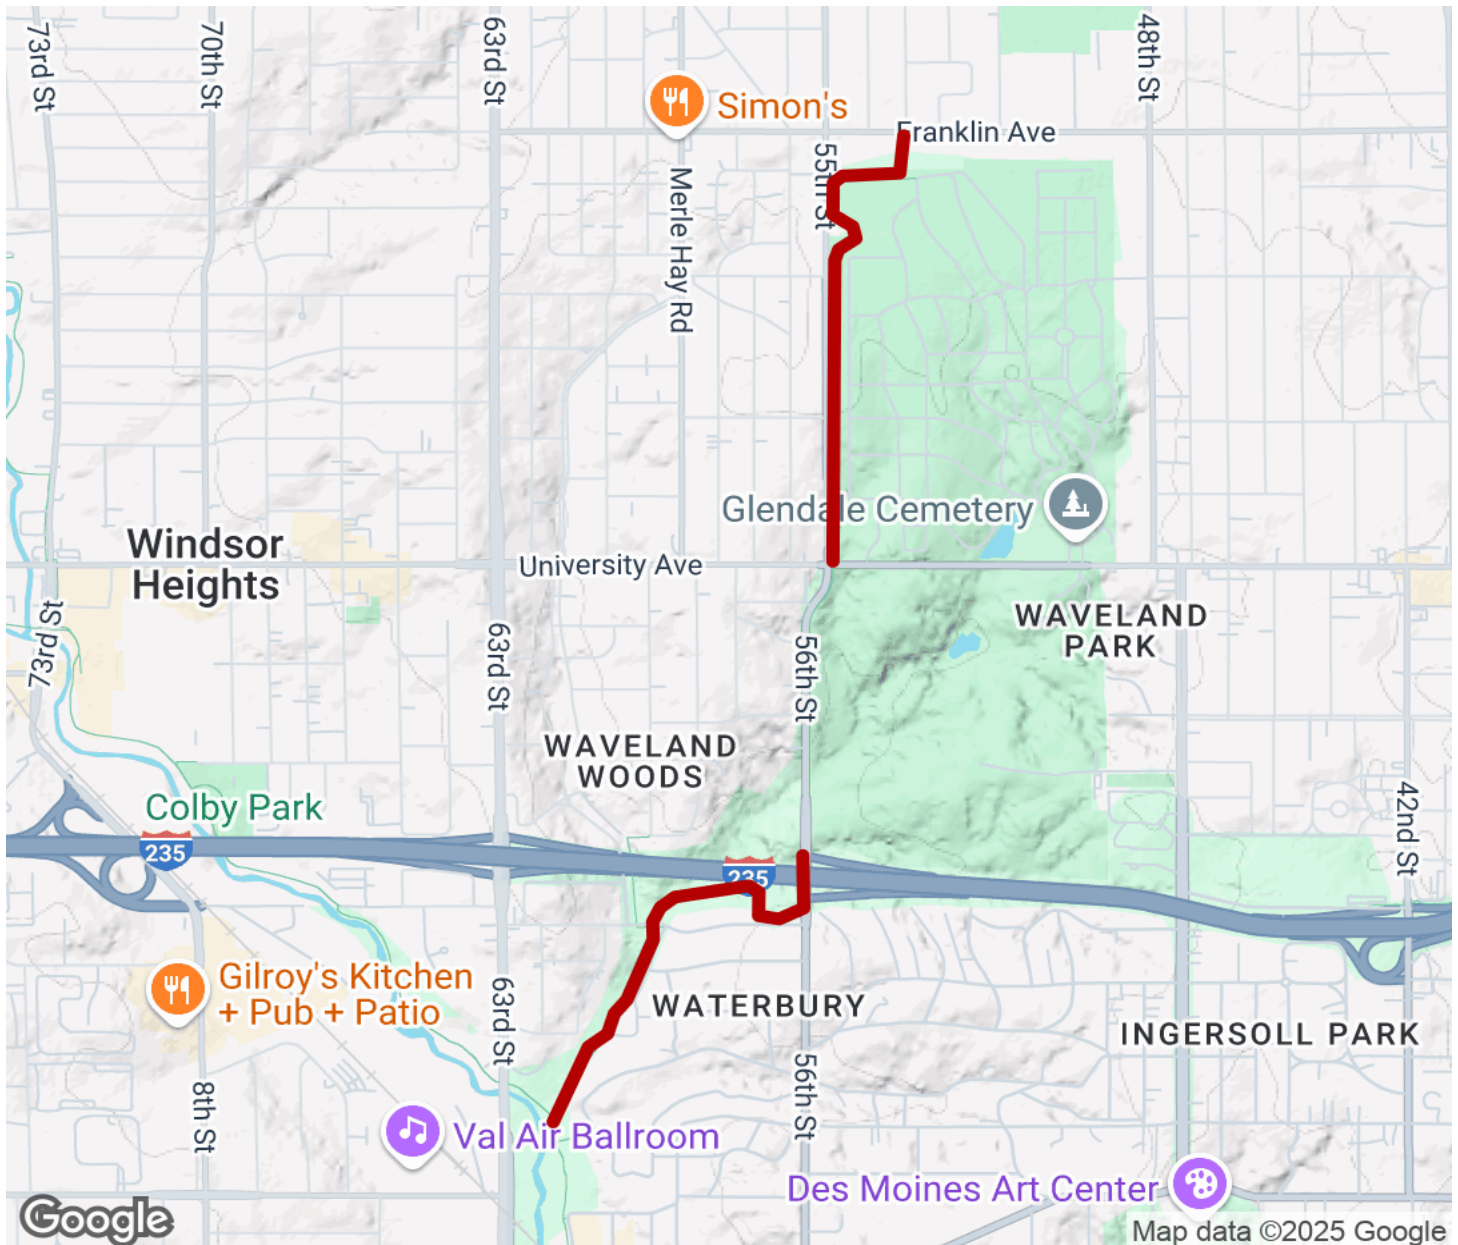 73rd St
70th St
63rd St
48th St
Simon's
Franklin Ave
55th St
Merle Hay Rd
Glendale Cemetery
Windsor
Heights
University Ave
73rd St
63rd St
56th St
WAVELAND
PARK
WAVELAND
WOODS
Colby Park
42nd St
235
235
Gilroy's Kitchen
+ Pub + Patio
63rd St
WATERBURY
INGERSOLL PARK
8th St
56th St
Val Air Ballroom
Des Moines Art Center
Google
Map data ©2025 Google